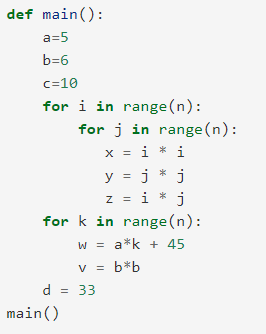 def main():
    a=5
    b=6
    c=10
    for i in range(n):
        for j in range(n):
            x = i * i
            y = j * j
            z = i * j
    for k in range(n):
        w = a*k + 45
        v = b*b
    d = 33
main()